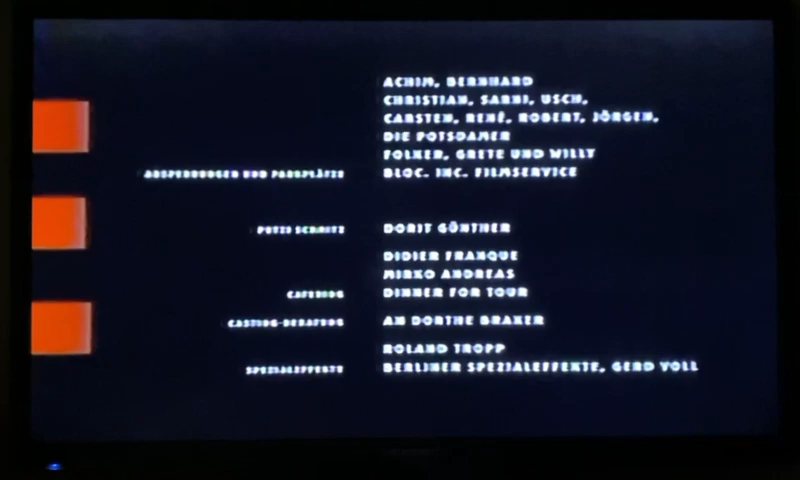 ACHIM, BERNHARD
CHRISTIAN, SARNI, USCH,
CARSTEN, RENÉ, ROBERT, JÖRGEN,
DIE POTSDAMER
FOLKER, GRETE UND WILLY
ABSPERRUNGEN UND PARKPLÄTZE BLOC. INC. FILMSERVICE
PUTZI SCHMITZ DORIT GÜNTHER
DIDIER FRANQUE
MIRKO ANDREAS
CATERING DINNER FOR TOUR
CASTING-BERATUNG AN DORTHE BRAKER
ROLAND TROPP
SPEZIALEFFEKTE BERLINER SPEZIALEFFEKTE, GERD VOLL